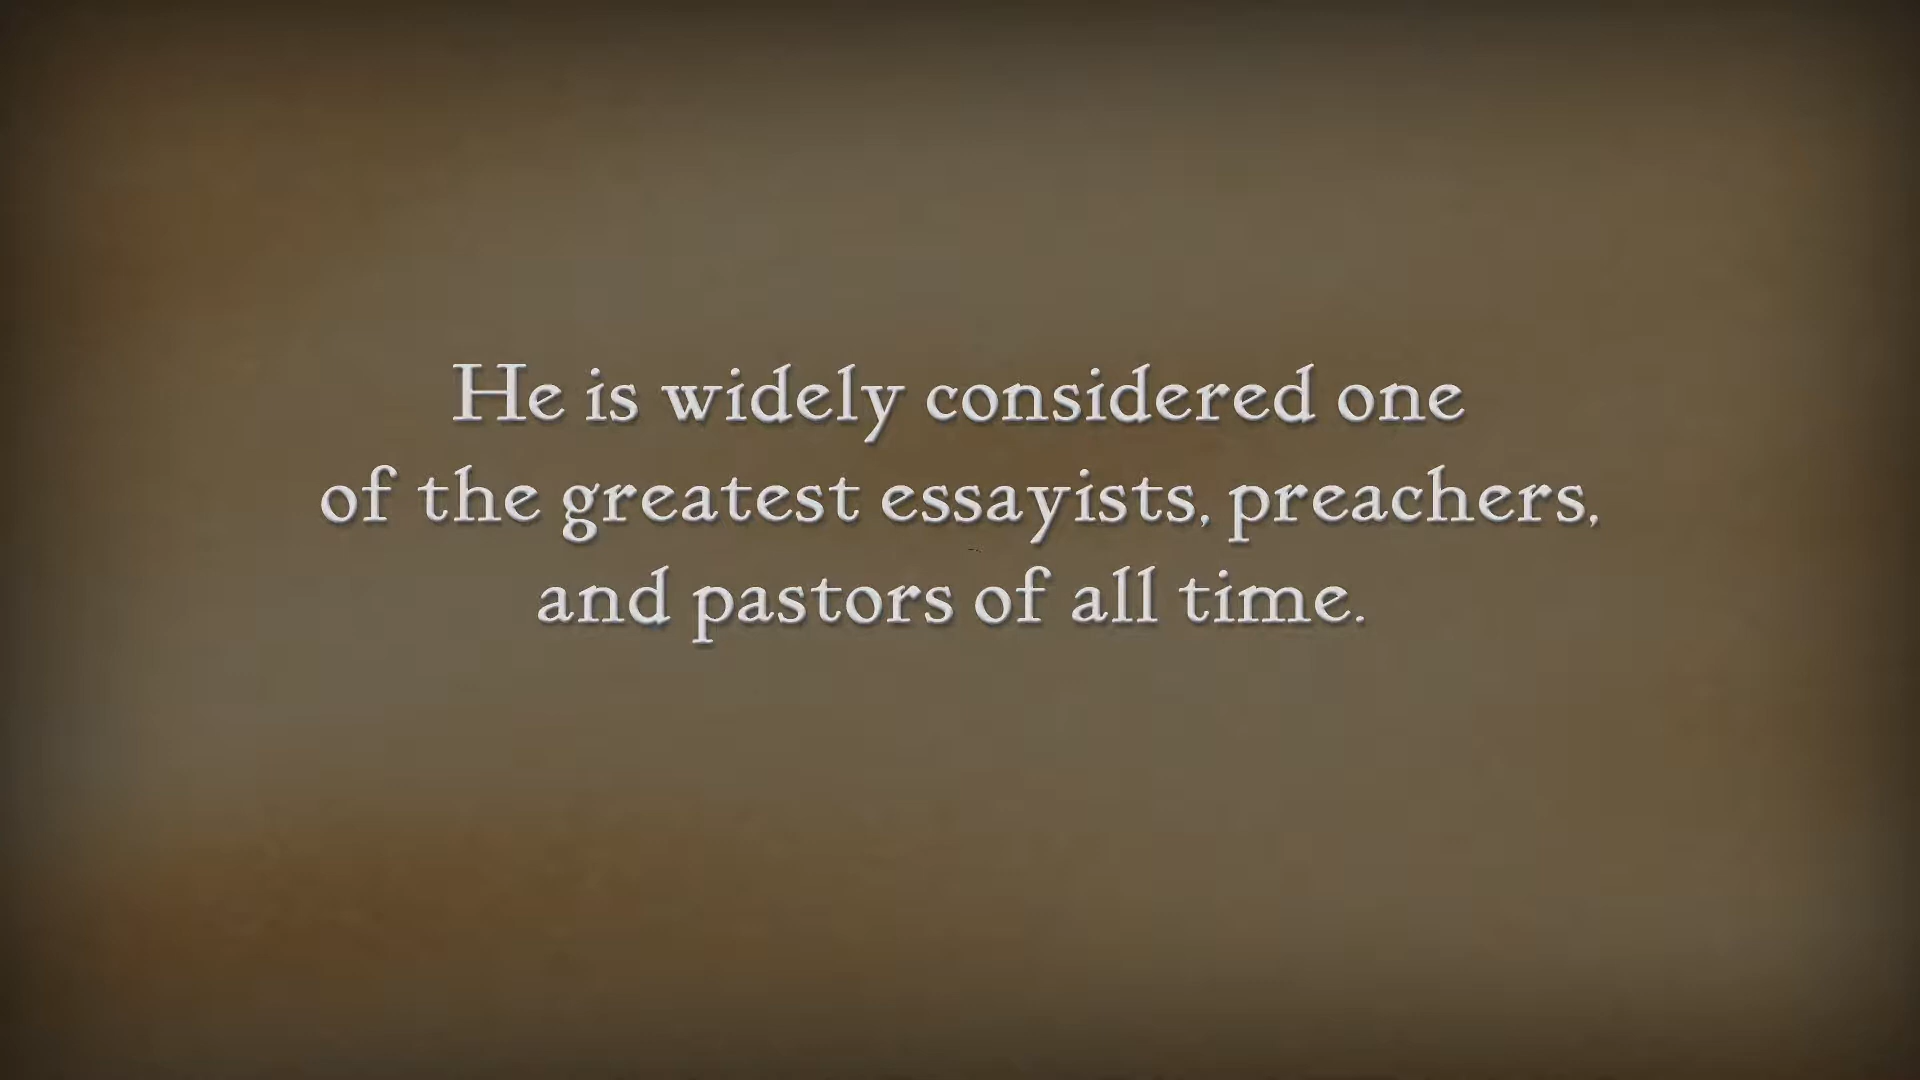 He is widely considered one
of the greatest essayists, preachers,
and pastors of all time.